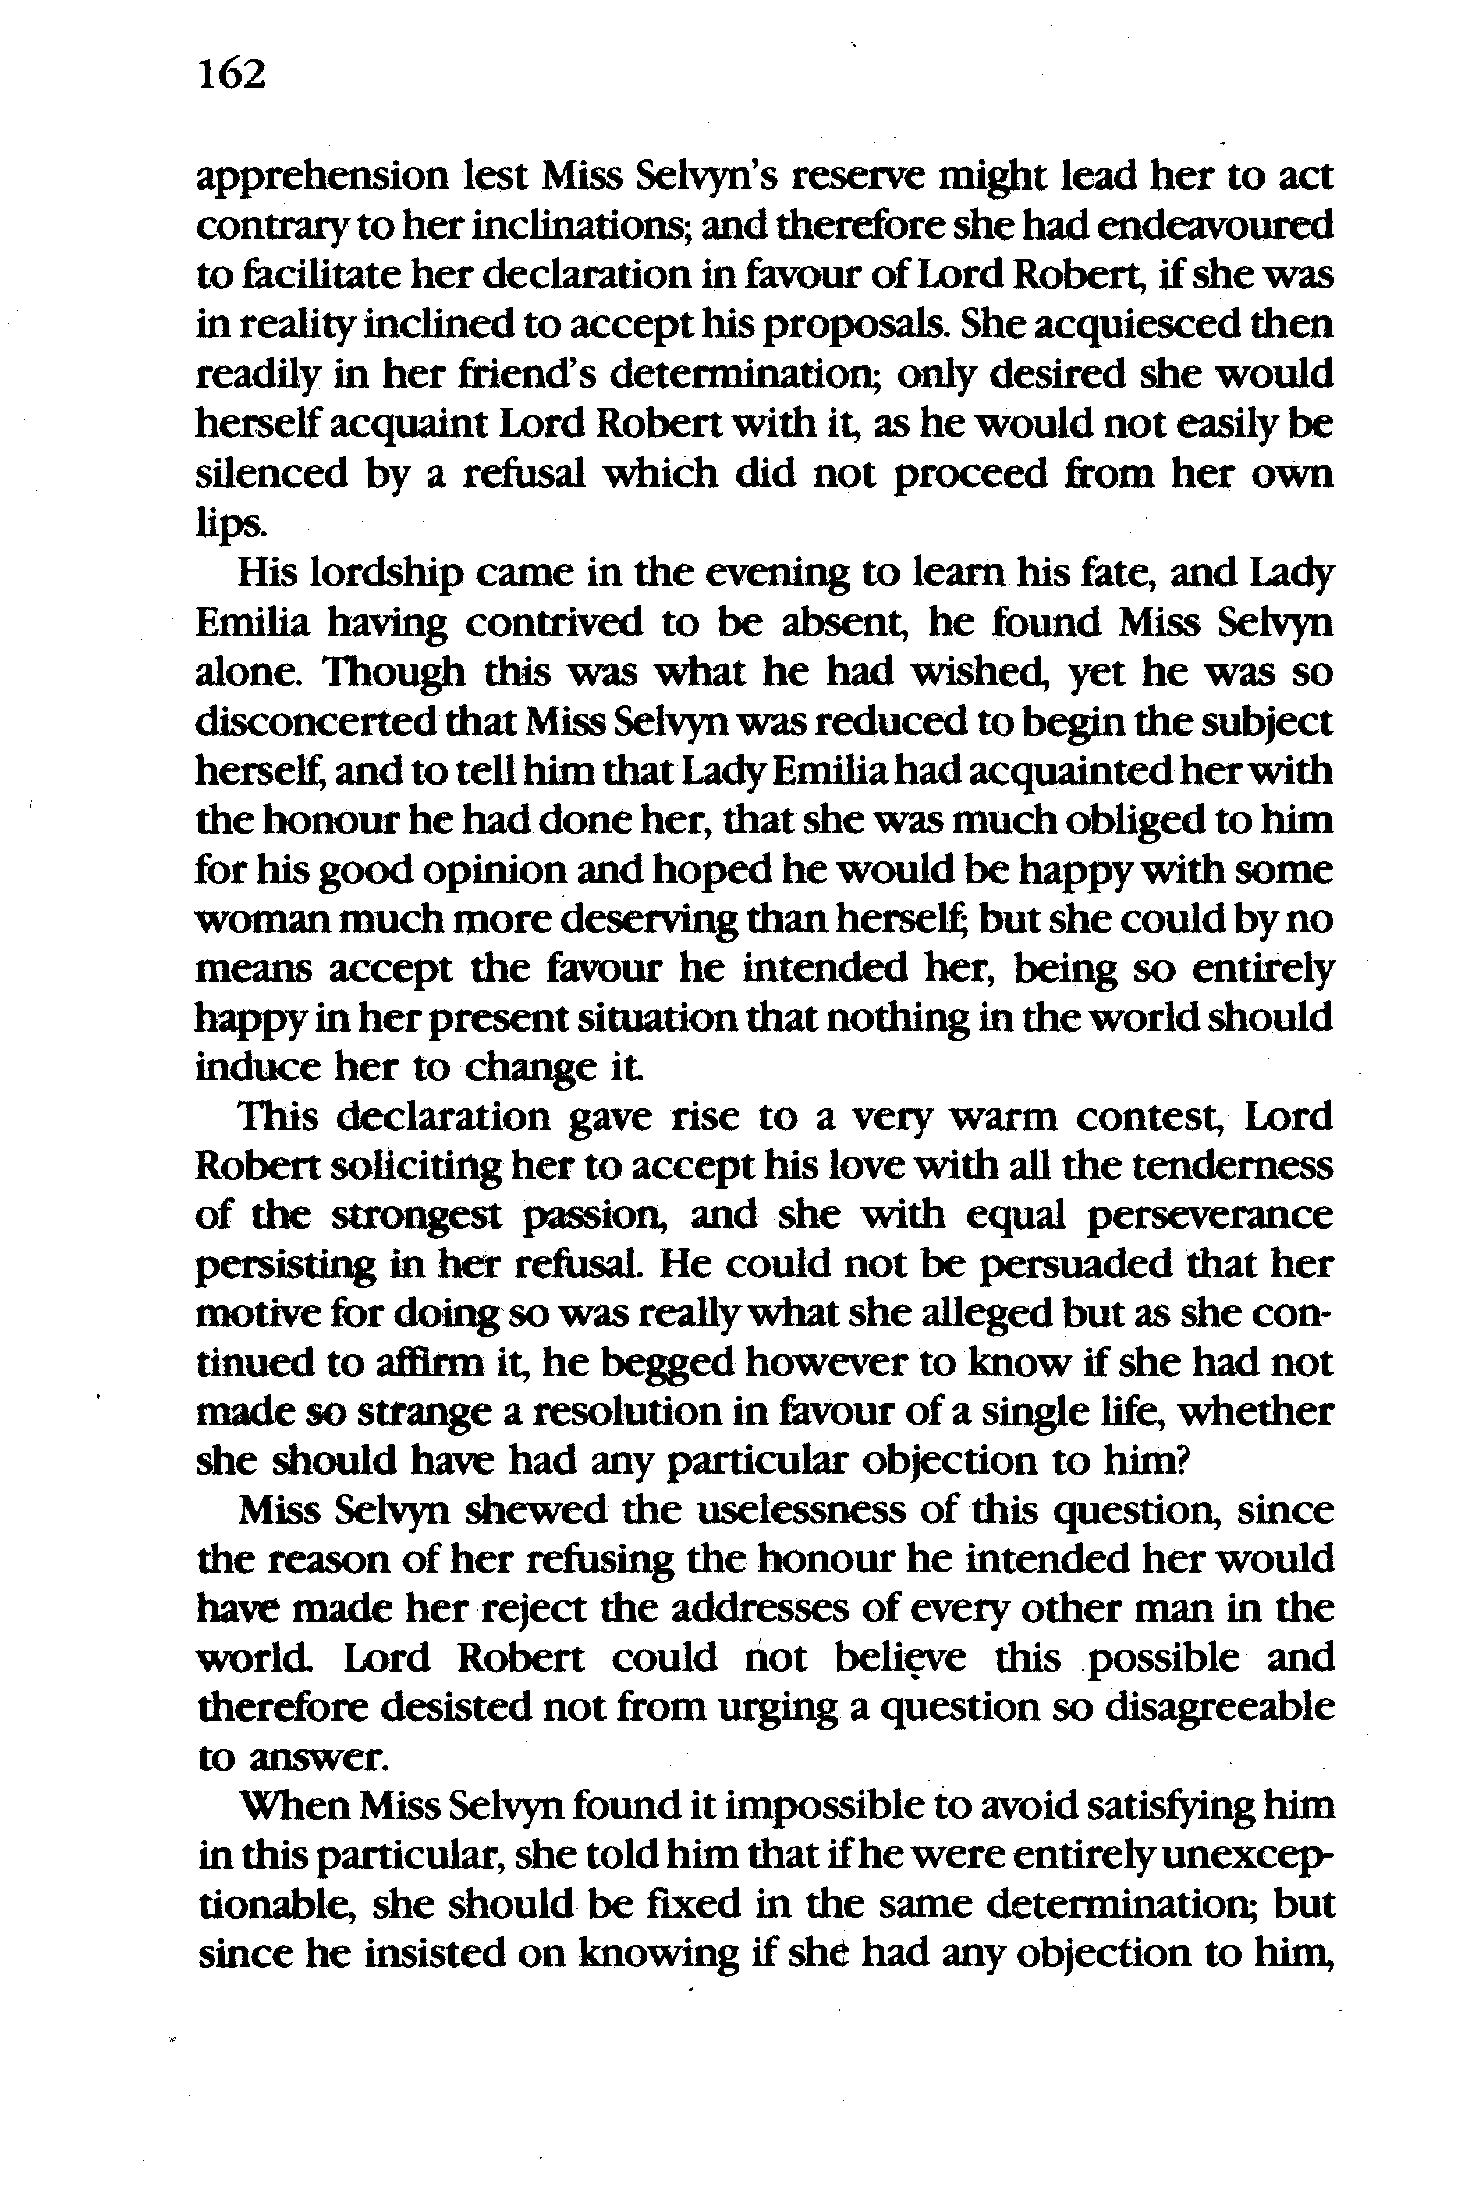 162
apprehension lest Miss Selvyn's reserve might lead her to act
contrary to her inclinations; and therefore she had endeavoured
to facilitate her declaration in favour of Lord Robert, if she was
in reality inclined to accept his proposals. She acquiesced then
readily in her friend's determination; only desired she would
herself acquaint Lord Robert with it, as he would not easily be
silenced by a refusal which did not proceed from her own
lips.
His lordship came in the evening to learn his fate, and Lady
Emilia having contrived to be absent, he found Miss Selvyn
alone. Though this was what he had wished, yet he was so
disconcerted that Miss Selvyn was reduced to begin the subject
herself, and to tell him that Lady Emilia had acquainted her with
the honour he had done her, that she was much obliged to him
for his good opinion and hoped he would be happy with some
woman much more deserving than herself; but she could by no
means accept the favour he intended her, being so entirely
happy in her present situation that nothing in the world should
induce her to change it.
This declaration gave rise to a very warm contest, Lord
Robert soliciting her to accept his love with all the tenderness
of the strongest passion, and she with equal perseverance
persisting in her refusal. He could not be persuaded that her
motive for doing so was really what she alleged but as she con-
tinued to affirm it, he begged however to know if she had not
made so strange a resolution in favour of a single life, whether
she should have had any particular objection to him?
Miss Selvyn shewed the uselessness of this question, since
the reason of her refusing the honour he intended her would
have made her reject the addresses of every other man in the
world. Lord Robert could not believe this possible and
therefore desisted not from urging a question so disagreeable
to answer.
When Miss Selvyn found it impossible to avoid satisfying him
in this particular, she told him that if he were entirely unexcep-
tionable, she should be fixed in the same determination; but
since he insisted on knowing if she had any objection to him,